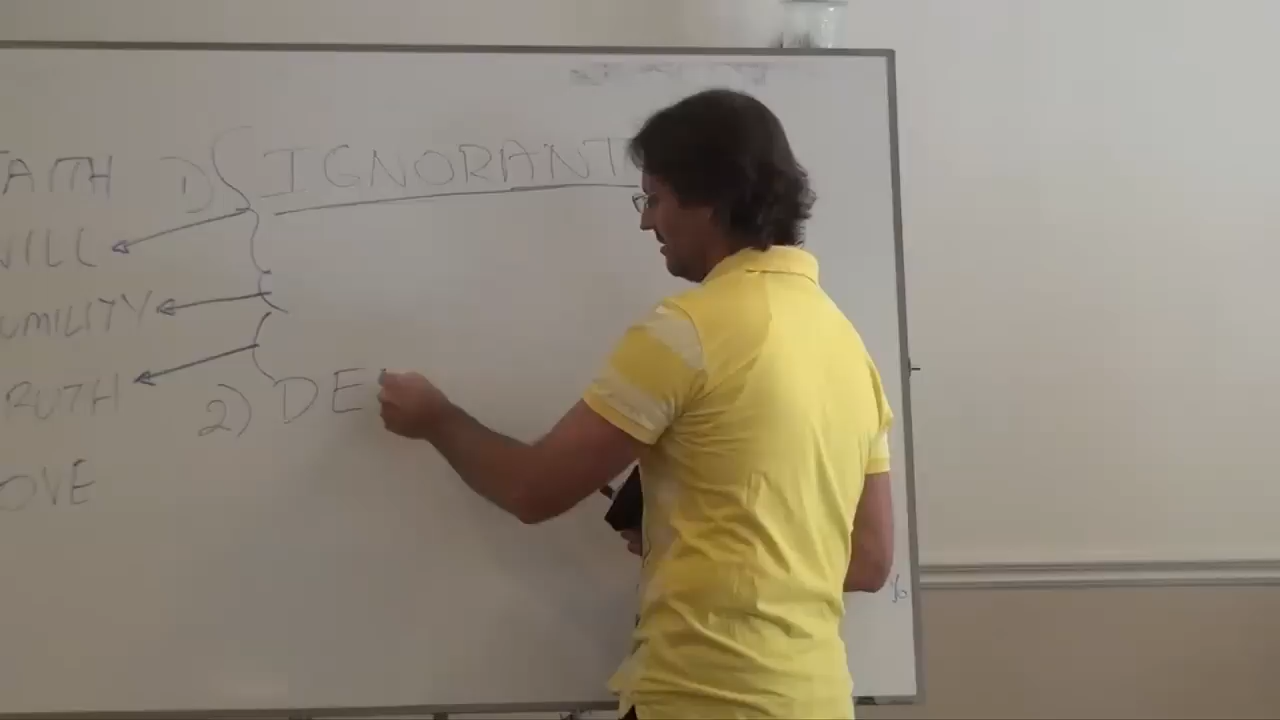 AITH 1) IGNORANT
WILL
UMILITY
RUTH 2) DE
OVE
%